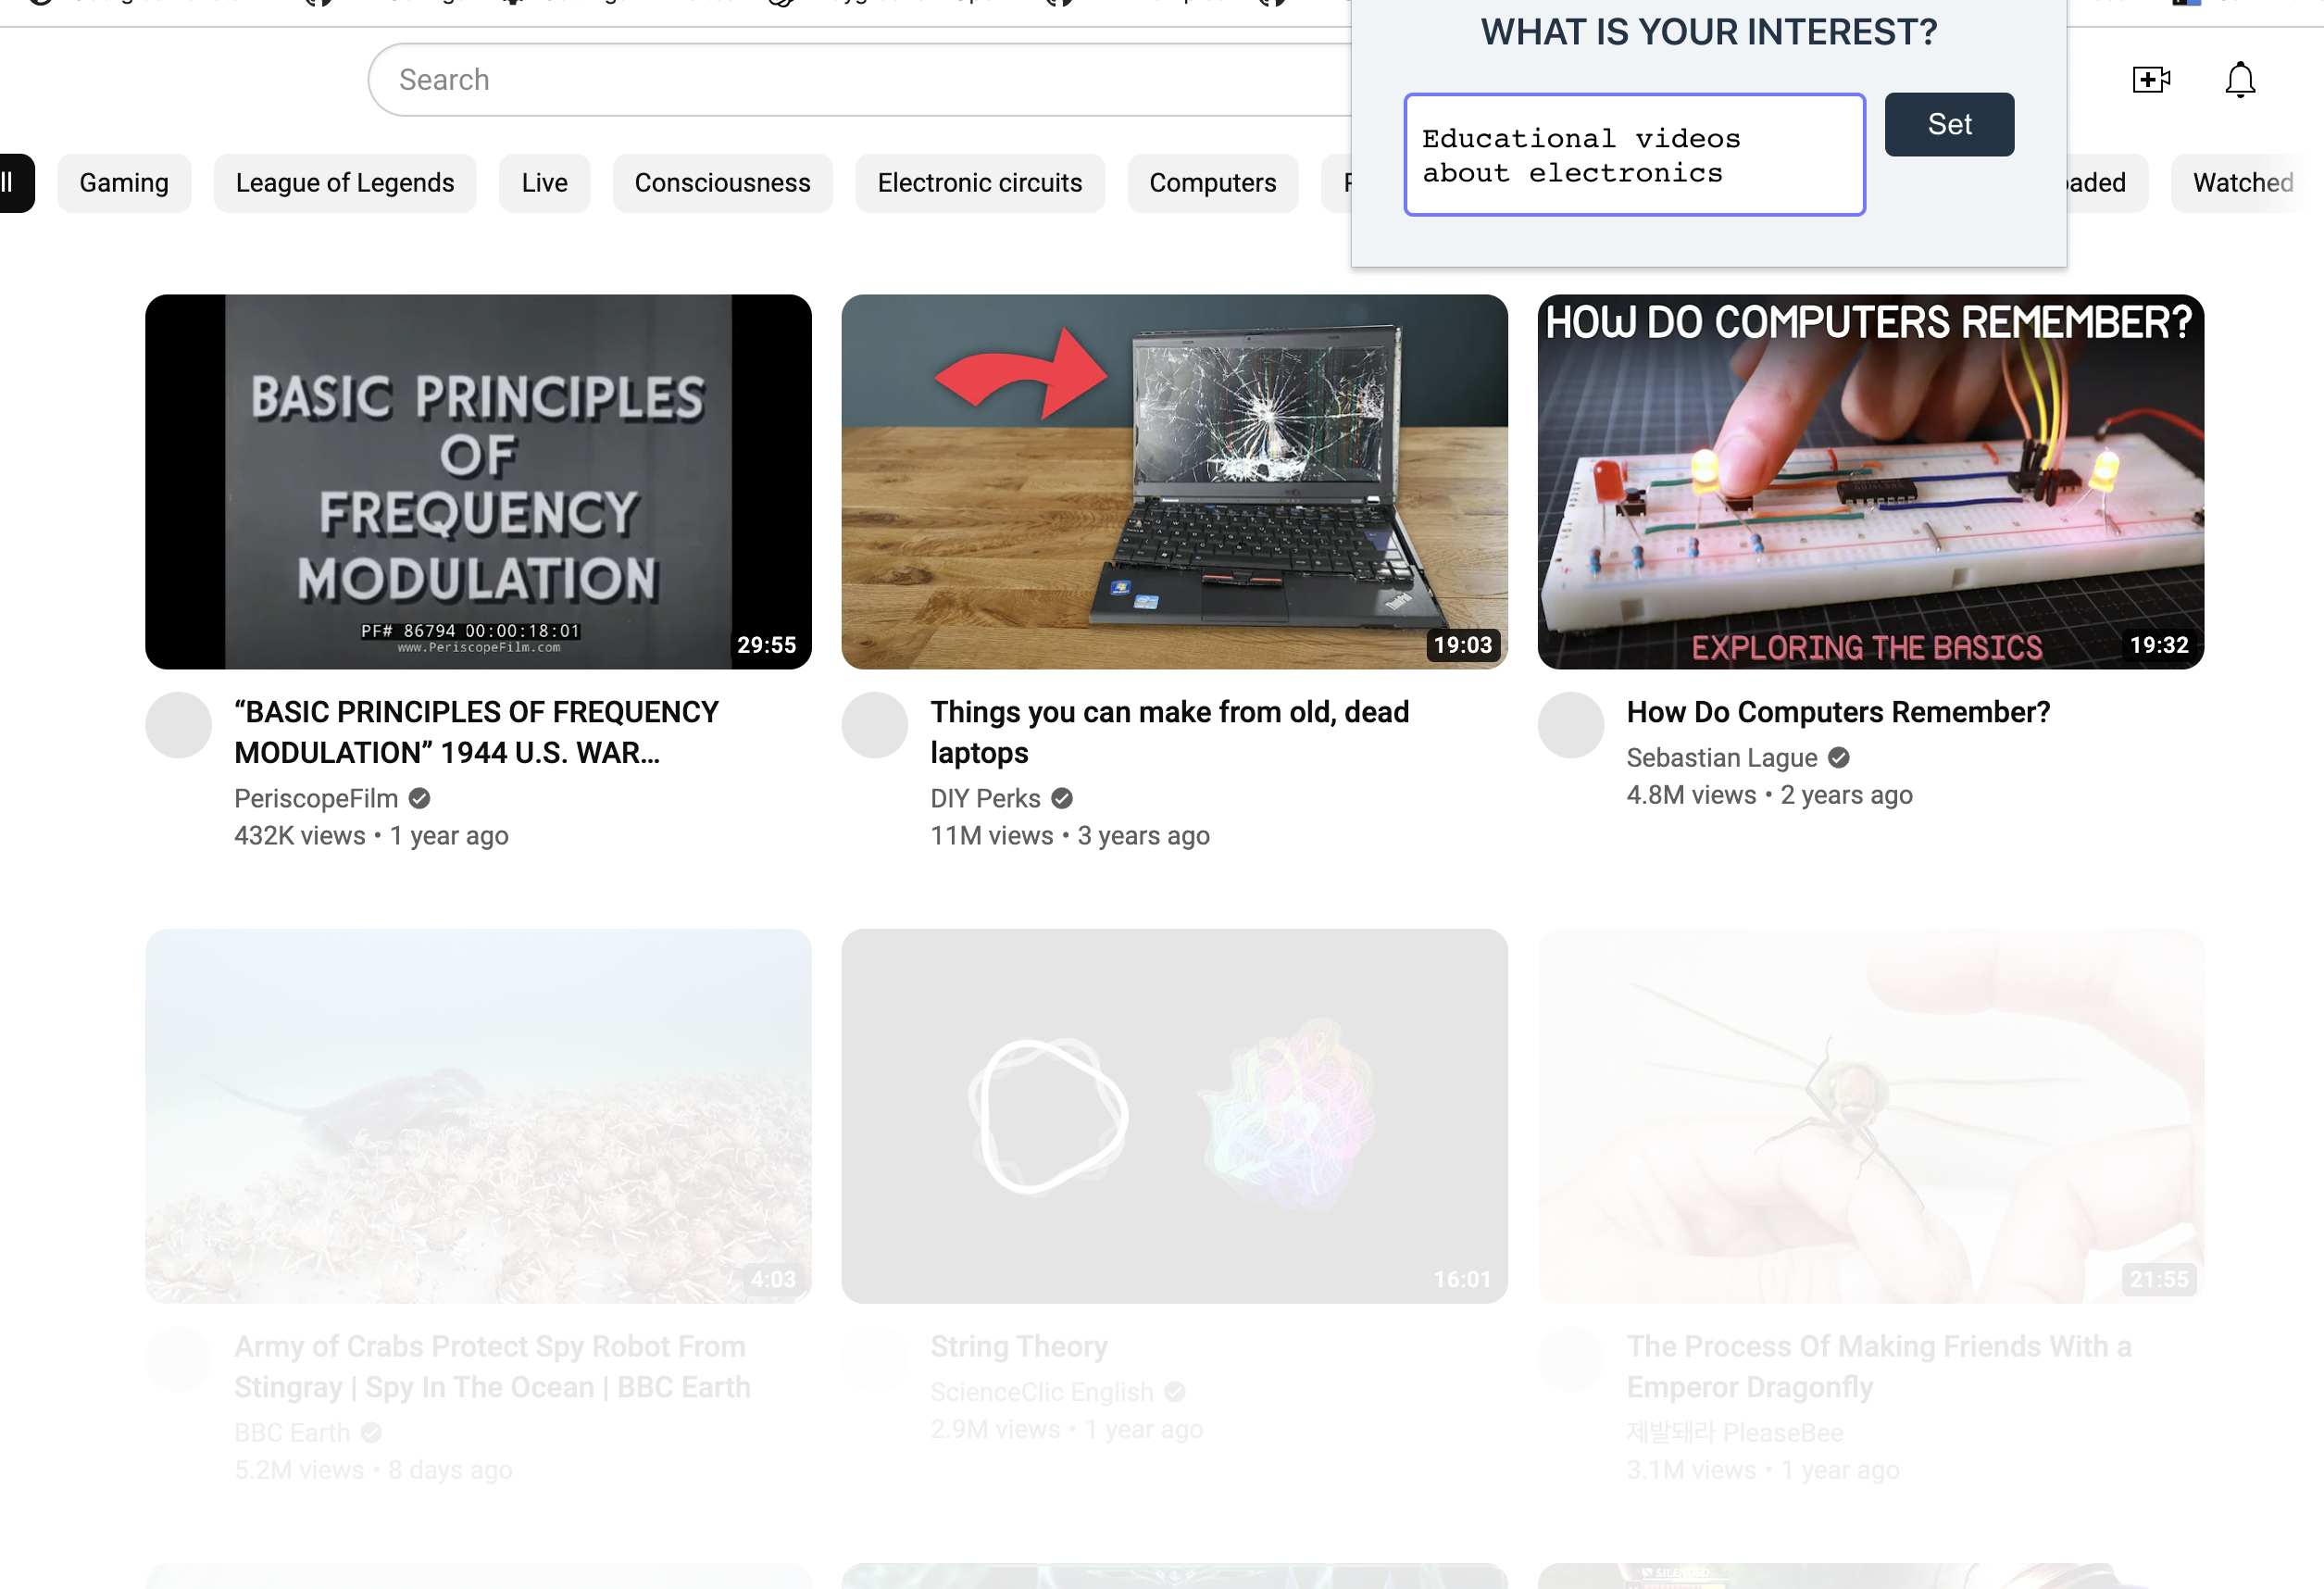 WHAT IS YOUR INTEREST?
Search
Educational videos
about electronics
Set
Gaming
League of Legends
Live
Consciousness
Electronic circuits
Computers
Watched
BASIC PRINCIPLES
OF
FREQUENCY
MODULATION
PF# 86794 00:00:18:01
www.PeriscopeFilm.com
29:55
19:03
HOW DO COMPUTERS REMEMBER?
EXPLORING THE BASICS
19:32
“BASIC PRINCIPLES OF FREQUENCY
MODULATION” 1944 U.S. WAR...
PeriscopeFilm
432K views • 1 year ago
Things you can make from old, dead
laptops
DIY Perks
11M views • 3 years ago
How Do Computers Remember?
Sebastian Lague
4.8M views • 2 years ago
4:03
16:01
21:55
Army of Crabs Protect Spy Robot From
Stingray | Spy In The Ocean | BBC Earth
BBC Earth
5.2M views • 8 days ago
String Theory
ScienceClic English
2.9M views • 1 year ago
The Process Of Making Friends With a
Emperor Dragonfly
제발돼라 PleaseBee
3.1M views • 1 year ago
SILENCED